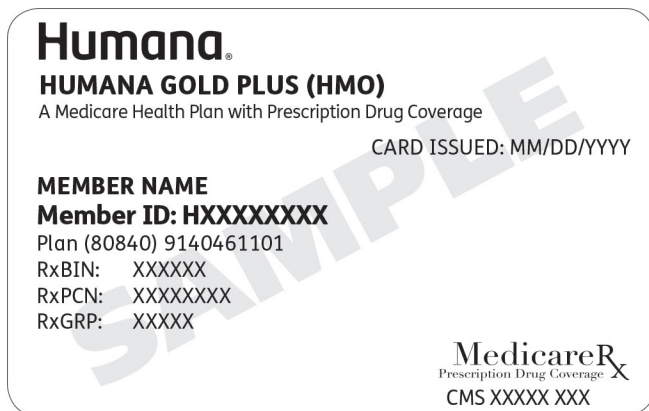 Humana®
HUMANA GOLD PLUS (HMO)
A Medicare Health Plan with Prescription Drug Coverage
CARD ISSUED: MM/DD/YYYY
MEMBER NAME
Member ID: HXXXXXXXX
Plan (80840) 9140461101
RxBIN: XXXXXX
RxPCN: XXXXXXXX
RxGRP: XXXXX
SAMPLE
MedicareRx
Prescription Drug Coverage
CMS XXXXX XXX